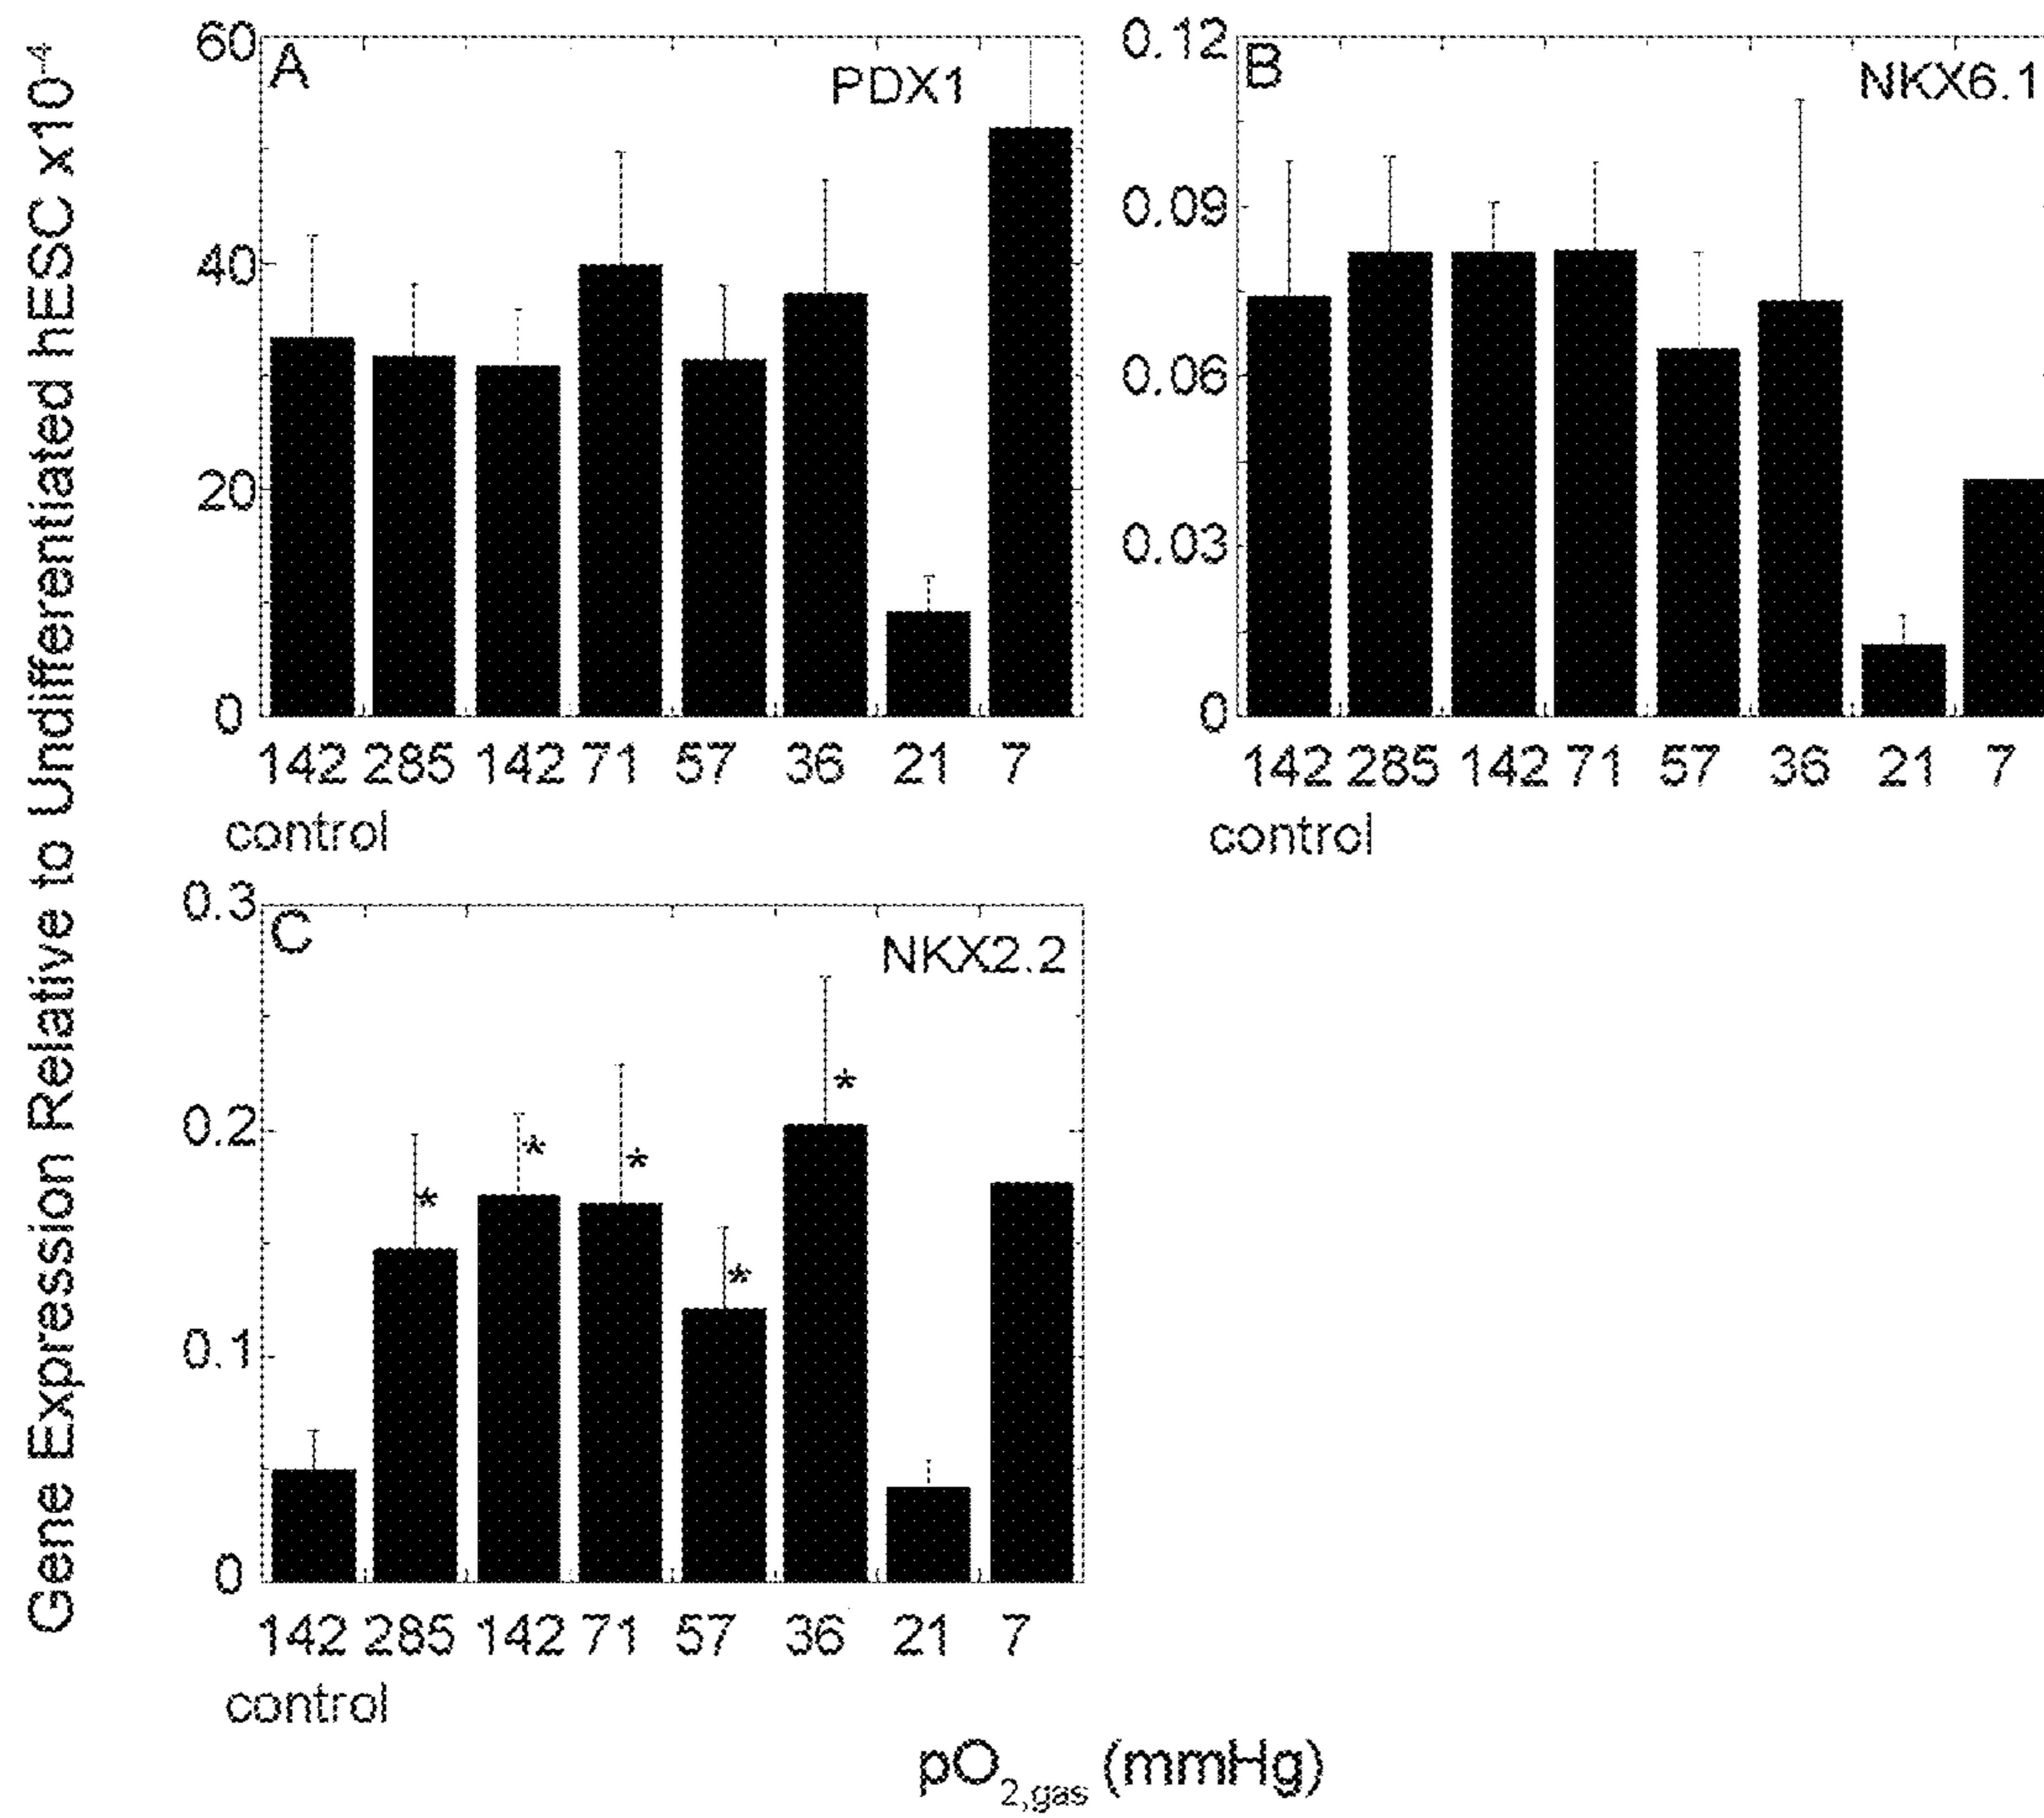 Gene Expression Relative to Undifferentiated hESC x10-4
A
PDX1
60
40
20
0
142 285 142 71 57 36 21 7
control
B
NKX6.1
0.12
0.09
0.06
0.03
0
142 285 142 71 57 36 21 7
control
C
NKX2.2
0.3
0.2
0.1
0
* * * * *
142 285 142 71 57 36 21 7
control
pO2,gas (mmHg)